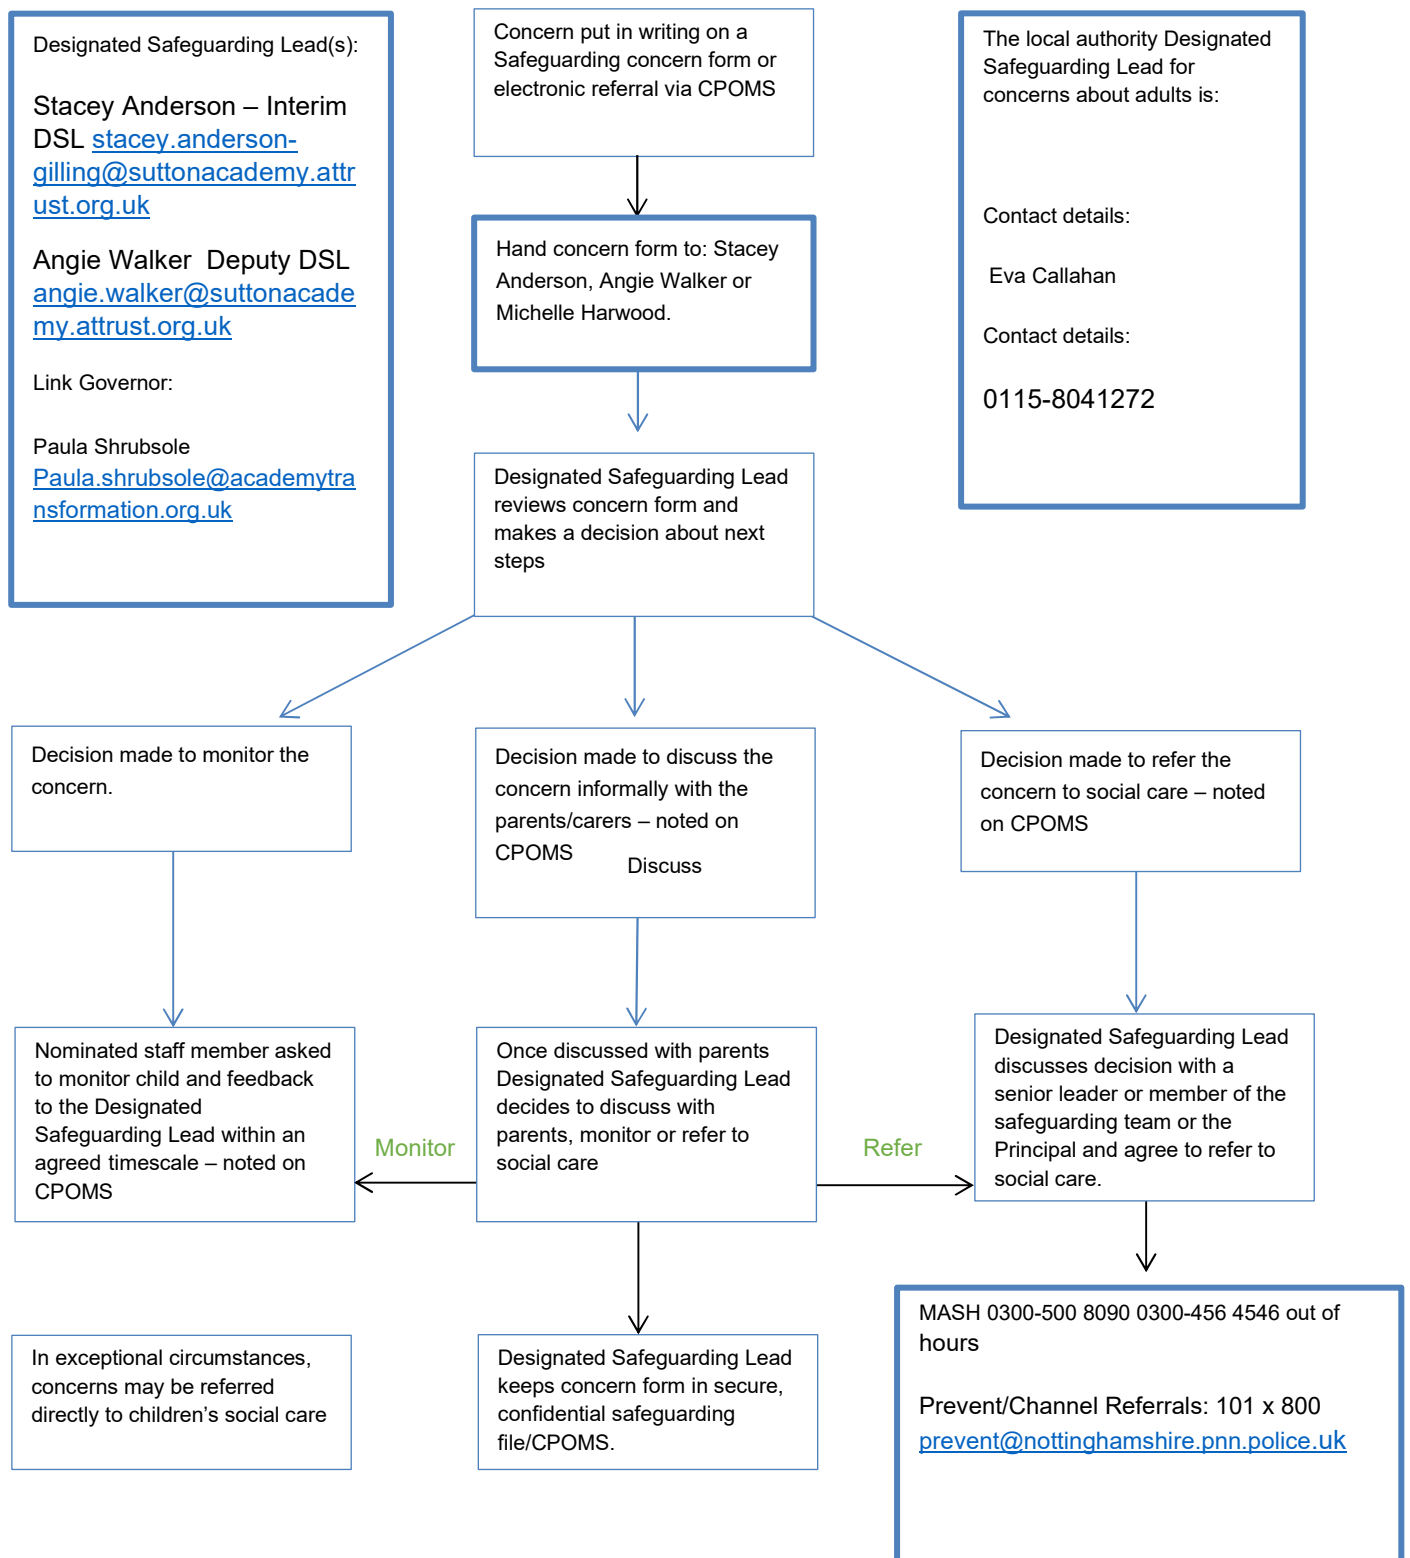 Designated Safeguarding Lead(s):
Stacey Anderson – Interim
DSL stacey.anderson-
gilling@suttonacademy.attr
ust.org.uk
Angie Walker  Deputy DSL
angie.walker@suttonacade
my.attrust.org.uk
Link Governor:
Paula Shrubsole
Paula.shrubsole@academytra
nsformation.org.uk
Concern put in writing on a
Safeguarding concern form or
electronic referral via CPOMS
The local authority Designated
Safeguarding Lead for
concerns about adults is:
Contact details:
Eva Callahan
Contact details:
0115-8041272
Hand concern form to: Stacey
Anderson, Angie Walker or
Michelle Harwood.
Designated Safeguarding Lead
reviews concern form and
makes a decision about next
steps
Decision made to monitor the
concern.
Decision made to discuss the
concern informally with the
parents/carers – noted on
CPOMS
Discuss
Decision made to refer the
concern to social care – noted
on CPOMS
Nominated staff member asked
to monitor child and feedback
to the Designated
Safeguarding Lead within an
agreed timescale – noted on
CPOMS
Monitor
Once discussed with parents
Designated Safeguarding Lead
decides to discuss with
parents, monitor or refer to
social care
Refer
Designated Safeguarding Lead
discusses decision with a
senior leader or member of the
safeguarding team or the
Principal and agree to refer to
social care.
In exceptional circumstances,
concerns may be referred
directly to children’s social care
Designated Safeguarding Lead
keeps concern form in secure,
confidential safeguarding
file/CPOMS.
MASH 0300-500 8090 0300-456 4546 out of
hours
Prevent/Channel Referrals: 101 x 800
prevent@nottinghamshire.pnn.police.uk